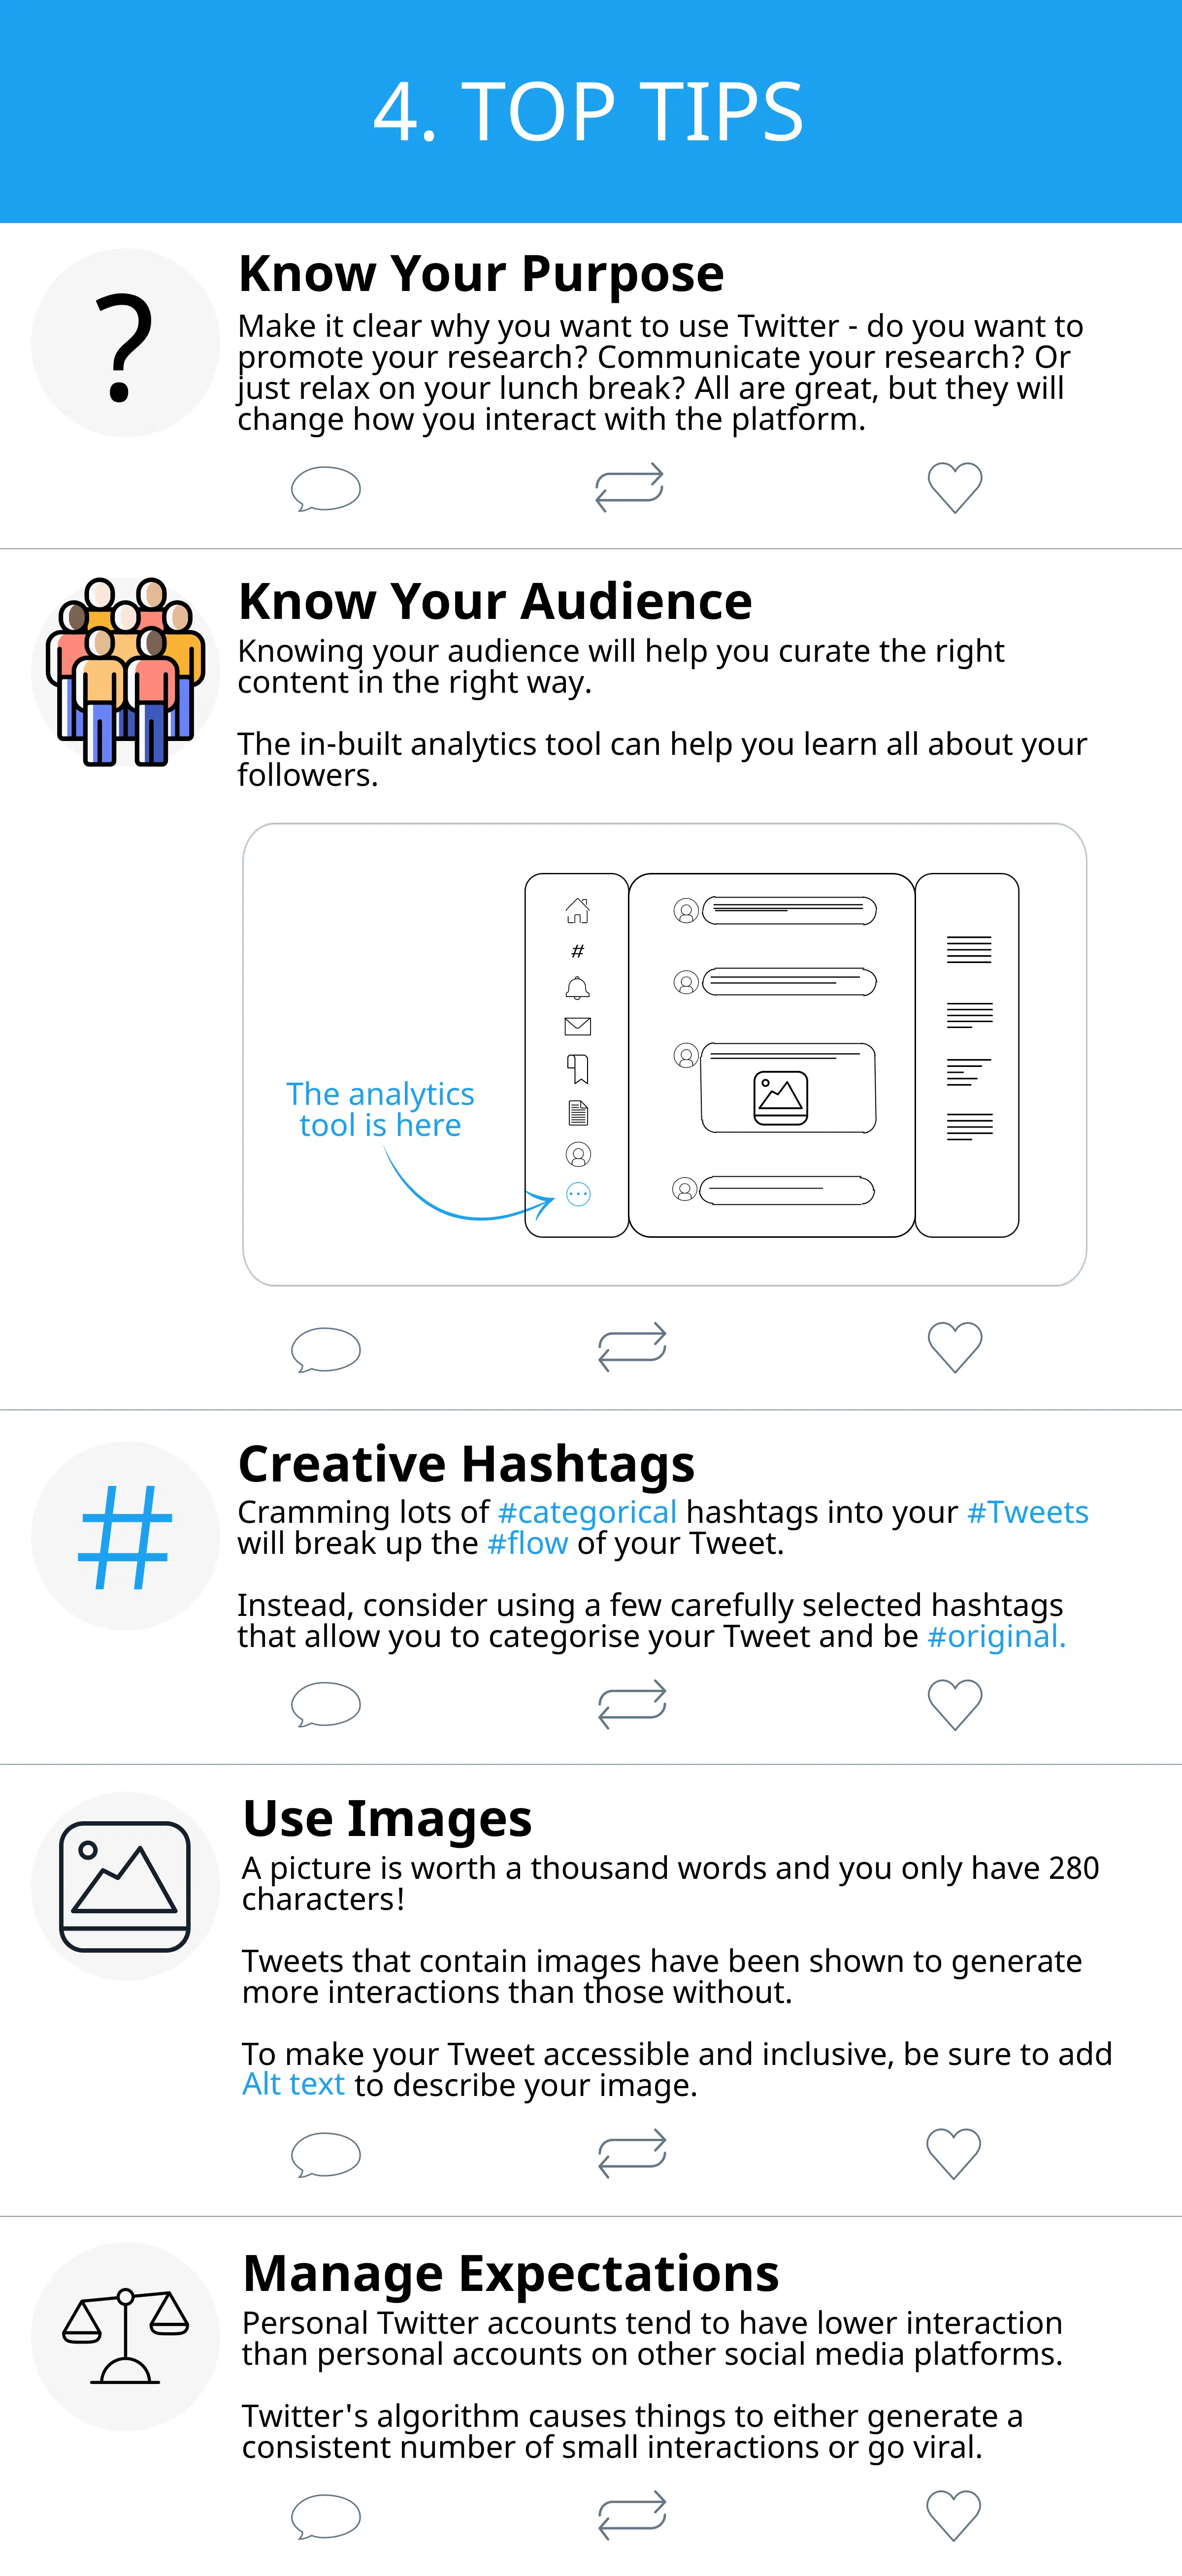 4. TOP TIPS
?
Know Your Purpose
Make it clear why you want to use Twitter - do you want to
promote your research? Communicate your research? Or
just relax on your lunch break? All are great, but they will
change how you interact with the platform.
Know Your Audience
Knowing your audience will help you curate the right
content in the right way.
The in-built analytics tool can help you learn all about your
followers.
#
The analytics
tool is here
#
Creative Hashtags
Cramming lots of #categorical hashtags into your #Tweets
will break up the #flow of your Tweet.
Instead, consider using a few carefully selected hashtags
that allow you to categorise your Tweet and be #original.
Use Images
A picture is worth a thousand words and you only have 280
characters!
Tweets that contain images have been shown to generate
more interactions than those without.
To make your Tweet accessible and inclusive, be sure to add
Alt text to describe your image.
Manage Expectations
Personal Twitter accounts tend to have lower interaction
than personal accounts on other social media platforms.
Twitter's algorithm causes things to either generate a
consistent number of small interactions or go viral.